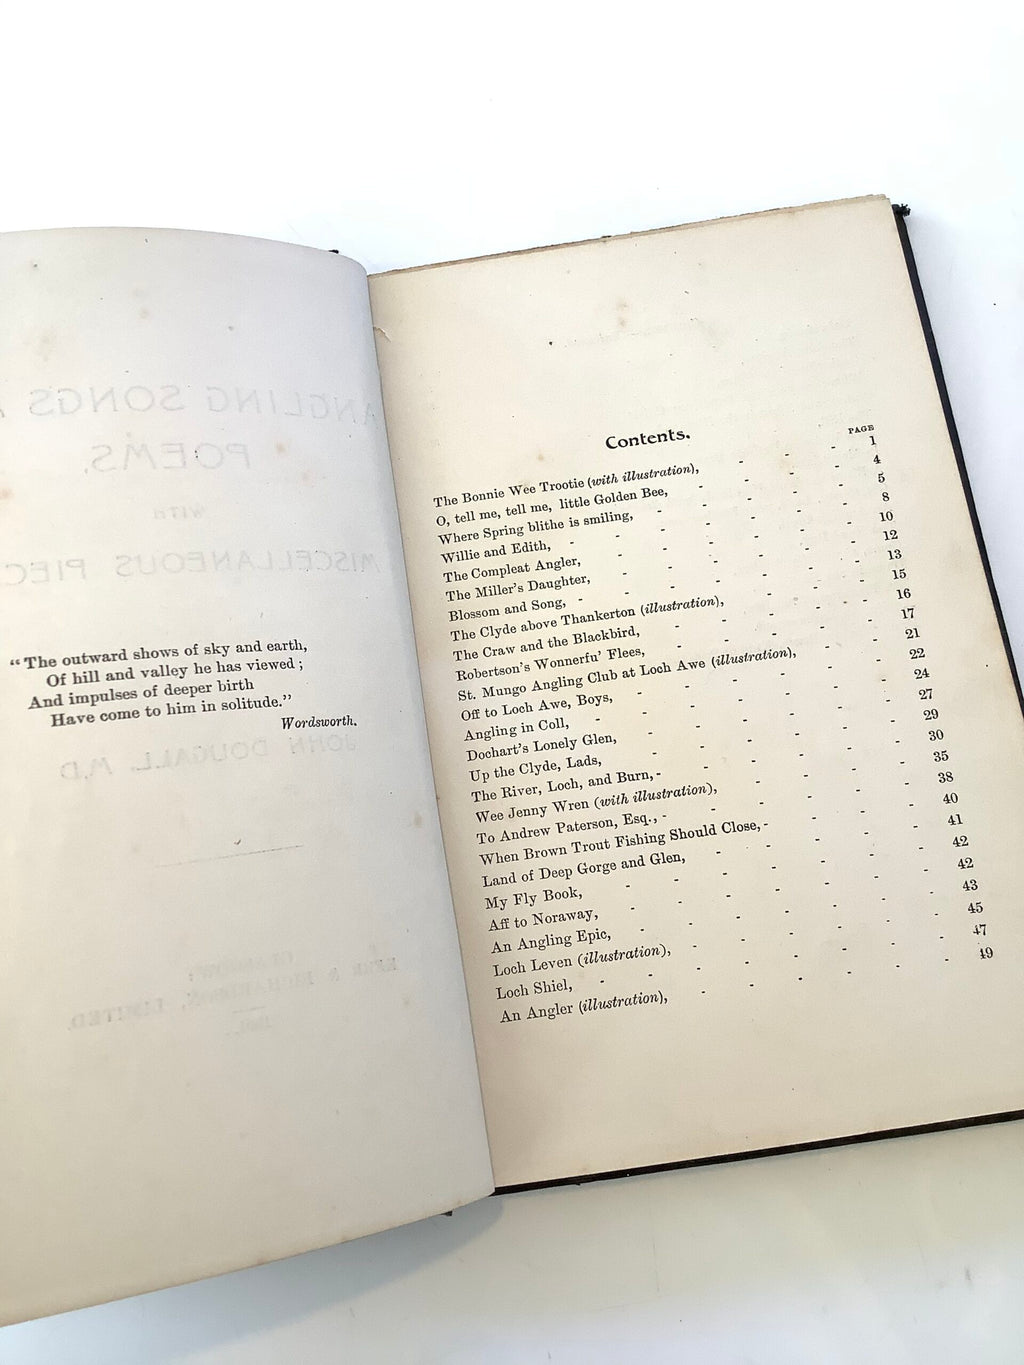 "The outward shows of sky and earth,
Of hill and valley he has viewed;
And impulses of deeper birth
Have come to him in solitude."
Wordsworth.
Contents.
PAGE
The Bonnie Wee Trootie (with illustration), - - - 1
O, tell me, tell me, little Golden Bee, - - - 4
Where Spring blithe is smiling, - - - 5
Willie and Edith, - - - 8
The Compleat Angler, - - - 10
The Miller's Daughter, - - - 12
Blossom and Song, - - - 13
The Clyde above Thankerton (illustration), - - - 15
The Craw and the Blackbird, - - - 16
Robertson's Wonnerfu' Flees, - - - 17
St. Mungo Angling Club at Loch Awe (illustration), - - 21
Off to Loch Awe, Boys, - - - 22
Angling in Coll, - - - 24
Dochart's Lonely Glen, - - - 27
Up the Clyde, Lads, - - - 29
The River, Loch, and Burn, - - - 30
Wee Jenny Wren (with illustration), - - - 35
To Andrew Paterson, Esq., - - - 38
When Brown Trout Fishing Should Close, - - - 40
Land of Deep Gorge and Glen, - - - 41
My Fly Book, - - - 42
Aff to Noraway, - - - 42
An Angling Epic, - - - 43
Loch Leven (illustration), - - - 45
Loch Shiel, - - - 47
An Angler (illustration), - - - 49